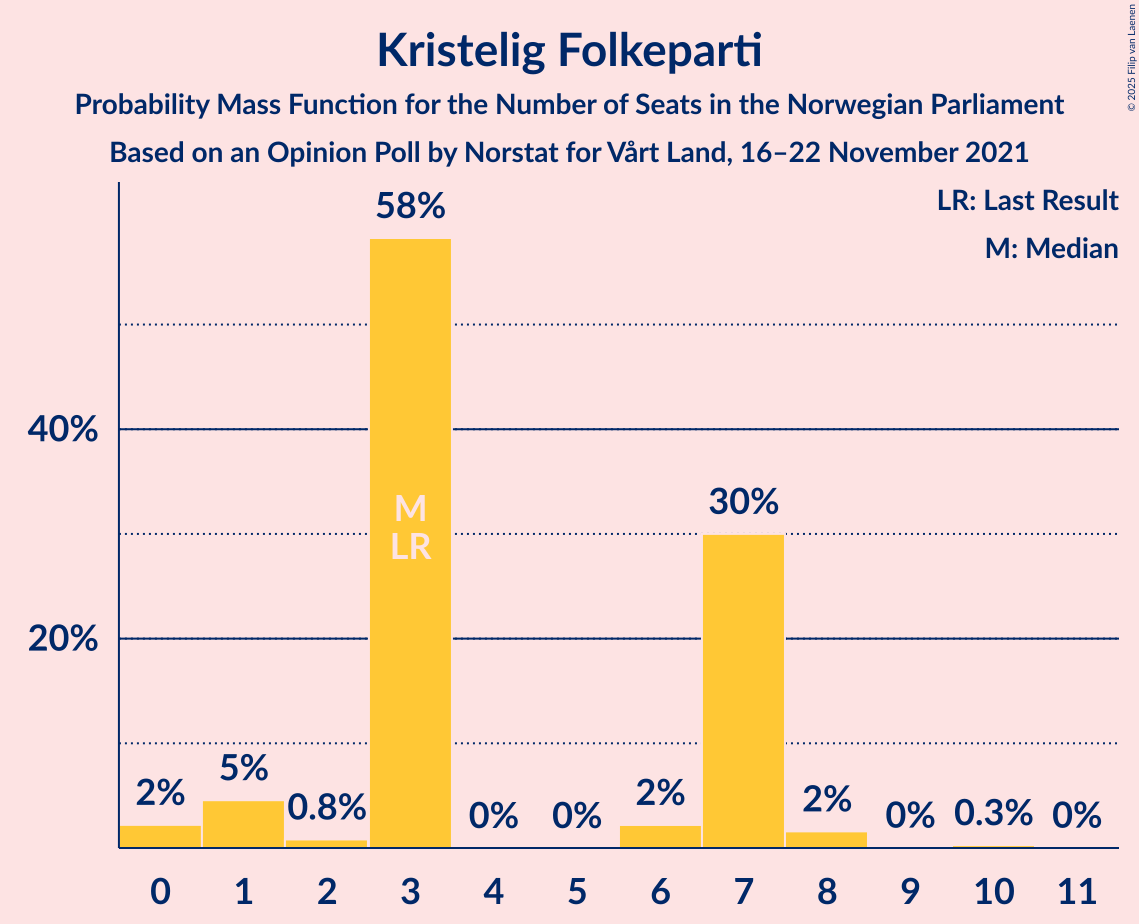 Kristelig Folkeparti
Probability Mass Function for the Number of Seats in the Norwegian Parliament
Based on an Opinion Poll by Norstat for Vårt Land, 16–22 November 2021
© 2025 Filip van Laenen
LR: Last Result
M: Median
58%
40%
M
LR
30%
20%
2%
5%
0.8%
0%
0%
2%
2%
0%
0.3%
0%
0 1 2 3 4 5 6 7 8 9 10 11